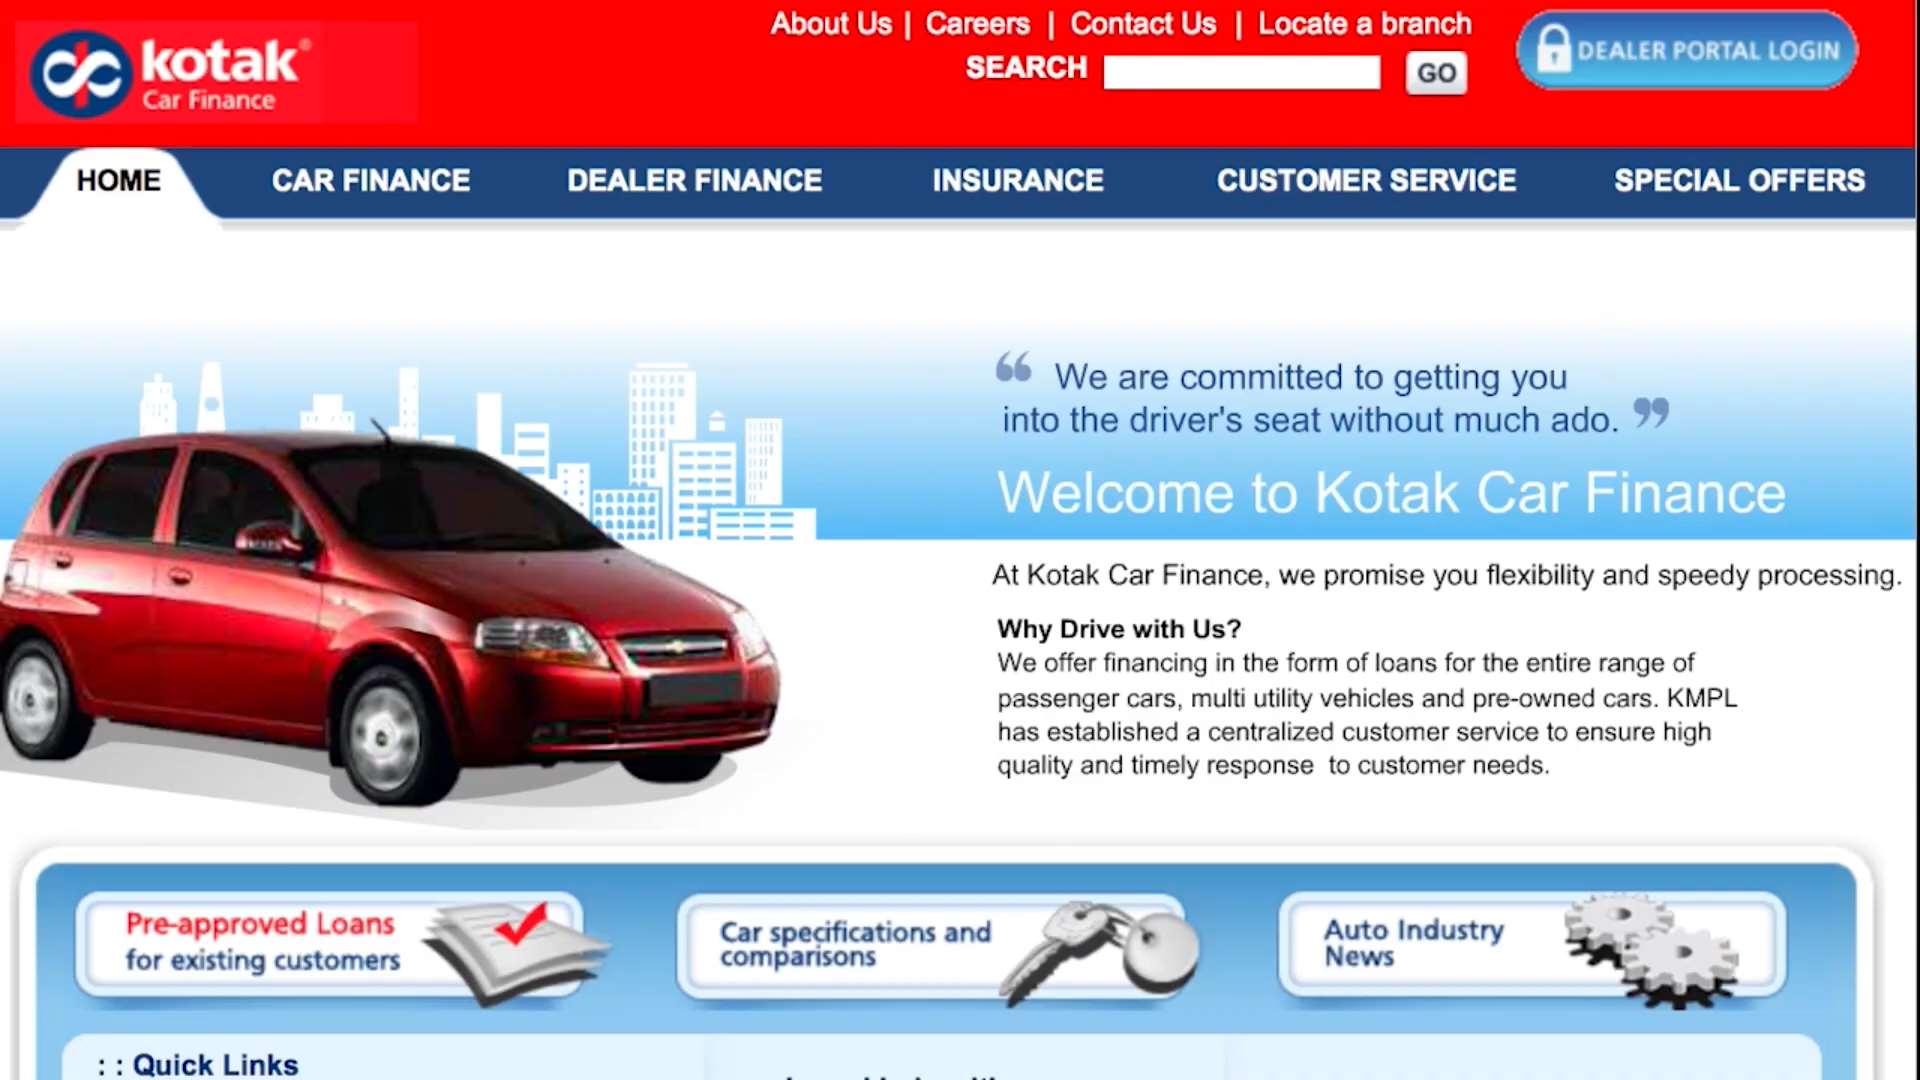 About Us | Careers | Contact Us | Locate a branch
kotak®
Car Finance
SEARCH
GO
DEALER PORTAL LOGIN
HOME
CAR FINANCE
DEALER FINANCE
INSURANCE
CUSTOMER SERVICE
SPECIAL OFFERS
“ We are committed to getting you
into the driver's seat without much ado. ”
Welcome to Kotak Car Finance
At Kotak Car Finance, we promise you flexibility and speedy processing.
Why Drive with Us?
We offer financing in the form of loans for the entire range of
passenger cars, multi utility vehicles and pre-owned cars. KMPL
has established a centralized customer service to ensure high
quality and timely response to customer needs.
Pre-approved Loans
for existing customers
Car specifications and
comparisons
Auto Industry
News
: : Quick Links